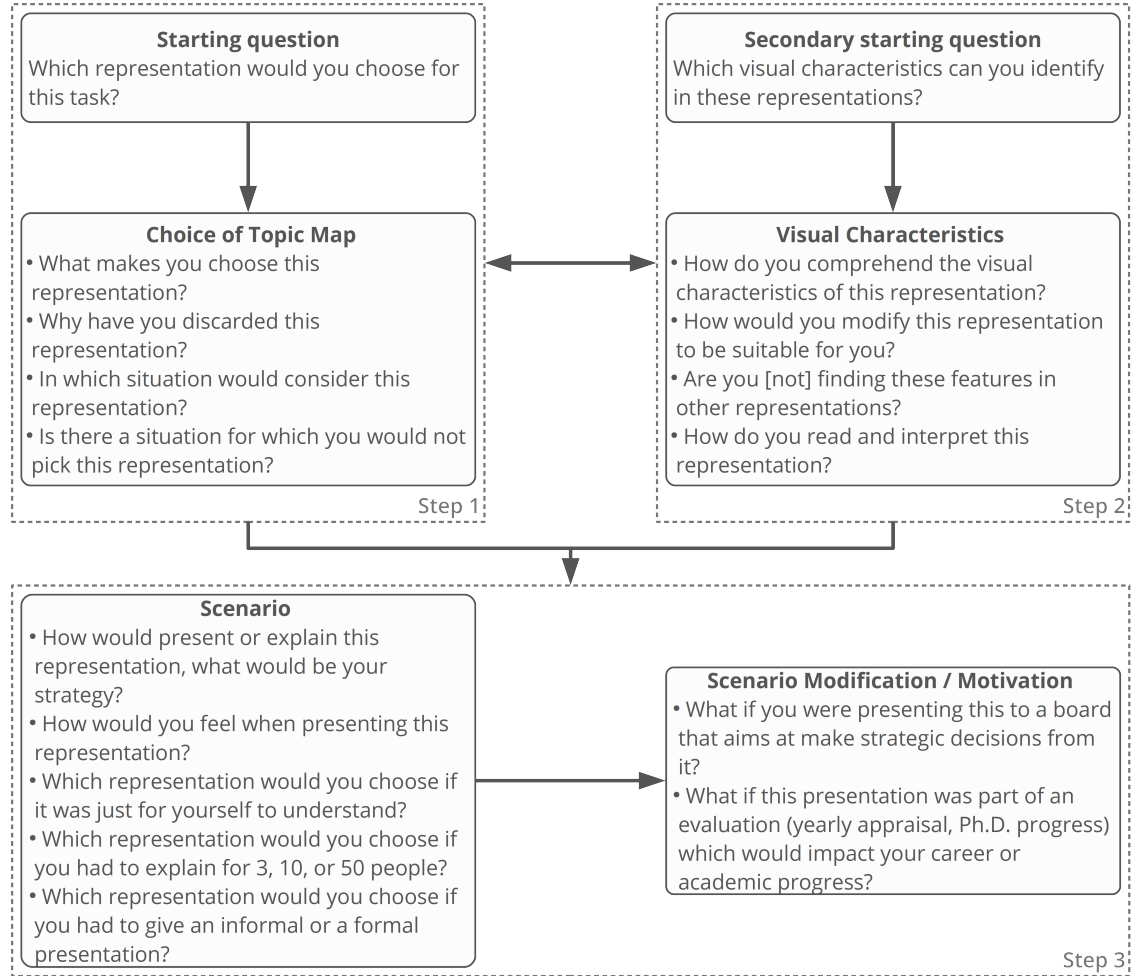 Starting question
Which representation would you choose for
this task?
Choice of Topic Map
• What makes you choose this
representation?
• Why have you discarded this
representation?
• In which situation would consider this
representation?
• Is there a situation for which you would not
pick this representation?
Step 1
Secondary starting question
Which visual characteristics can you identify
in these representations?
Visual Characteristics
• How do you comprehend the visual
characteristics of this representation?
• How would you modify this representation
to be suitable for you?
• Are you [not] finding these features in
other representations?
• How do you read and interpret this
representation?
Step 2
Scenario
• How would present or explain this
representation, what would be your
strategy?
• How would you feel when presenting this
representation?
• Which representation would you choose if
it was just for yourself to understand?
• Which representation would you choose if
you had to explain for 3, 10, or 50 people?
• Which representation would you choose if
you had to give an informal or a formal
presentation?
Scenario Modification / Motivation
• What if you were presenting this to a board
that aims at make strategic decisions from
it?
• What if this presentation was part of an
evaluation (yearly appraisal, Ph.D. progress)
which would impact your career or
academic progress?
Step 3